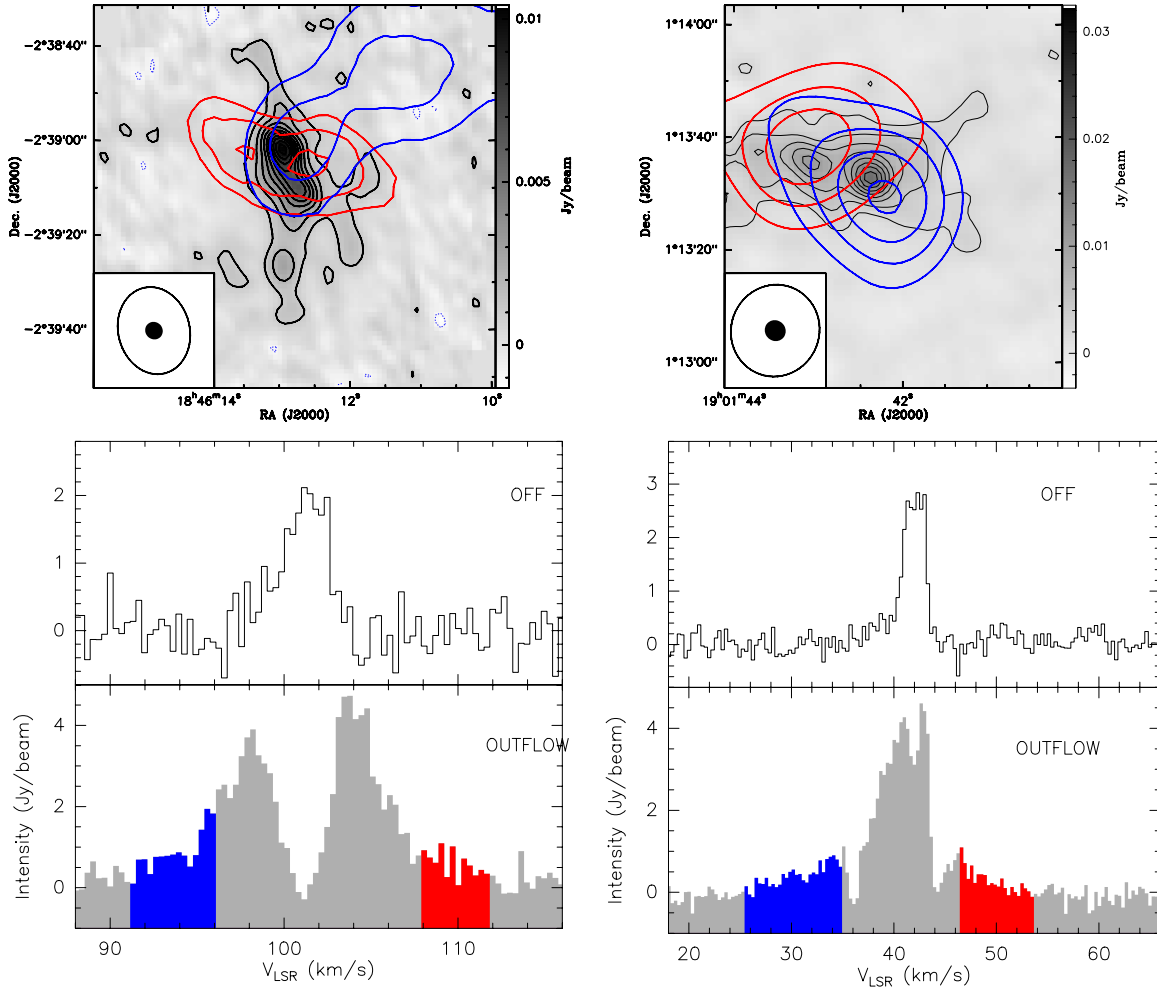 0.01
-2°38'40"
-2°39'00"
-2°39'20"
-2°39'40"
Dec. (J2000)
0.005
0
Jy/beam
18ʰ46ᵐ14ˢ
12ˢ
10ˢ
RA (J2000)
1°14'00"
1°13'40"
1°13'20"
1°13'00"
Dec. (J2000)
0.03
0.02
0.01
0
Jy/beam
19ʰ01ᵐ44ˢ
42ˢ
RA (J2000)
2
1
0
OFF
4
2
0
OUTFLOW
Intensity (Jy/beam)
90
100
110
V_LSR (km/s)
3
2
1
0
OFF
4
2
0
OUTFLOW
Intensity (Jy/beam)
20
30
40
50
60
V_LSR (km/s)